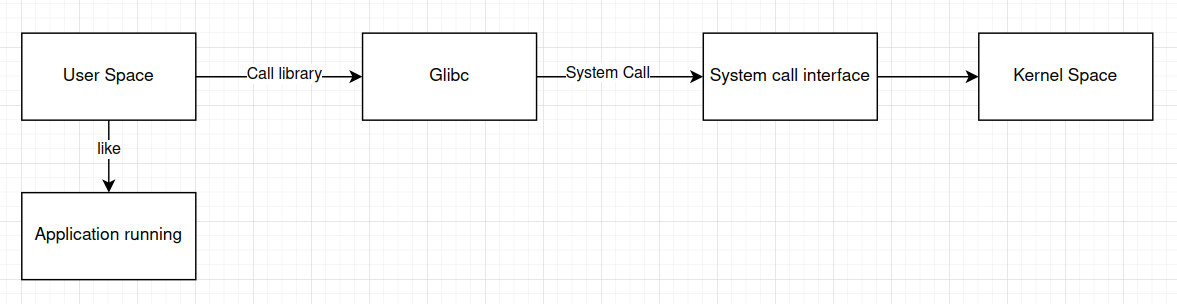 User Space
Call library
Glibc
System Call
System call interface
Kernel Space
like
Application running